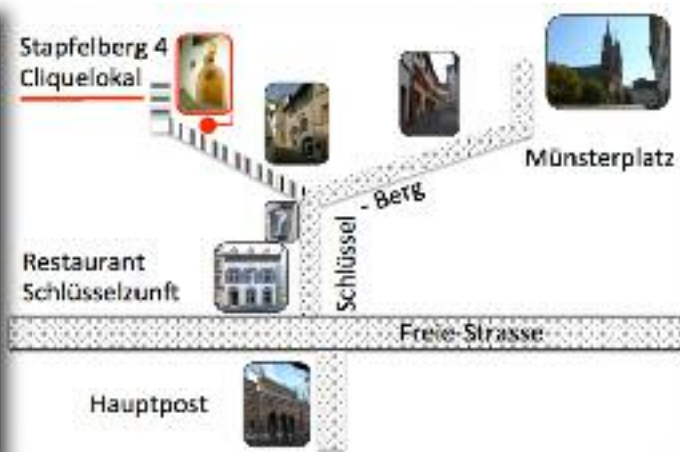 Stapfelberg 4
Cliquelokal
Münsterplatz
Schlüssel
- Berg
Restaurant
Schlüsselzunft
Freie-Strasse
Hauptpost